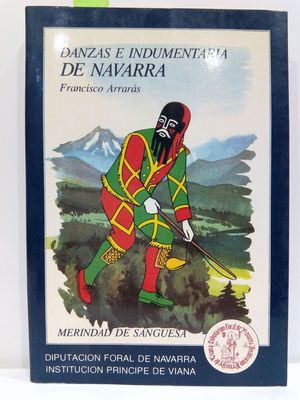 DANZAS E INDUMENTARIA
DE NAVARRA
Francisco Arrarás
MERINDAD DE SANGUESA
DIPUTACION FORAL DE NAVARRA
INSTITUCION PRINCIPE DE VIANA